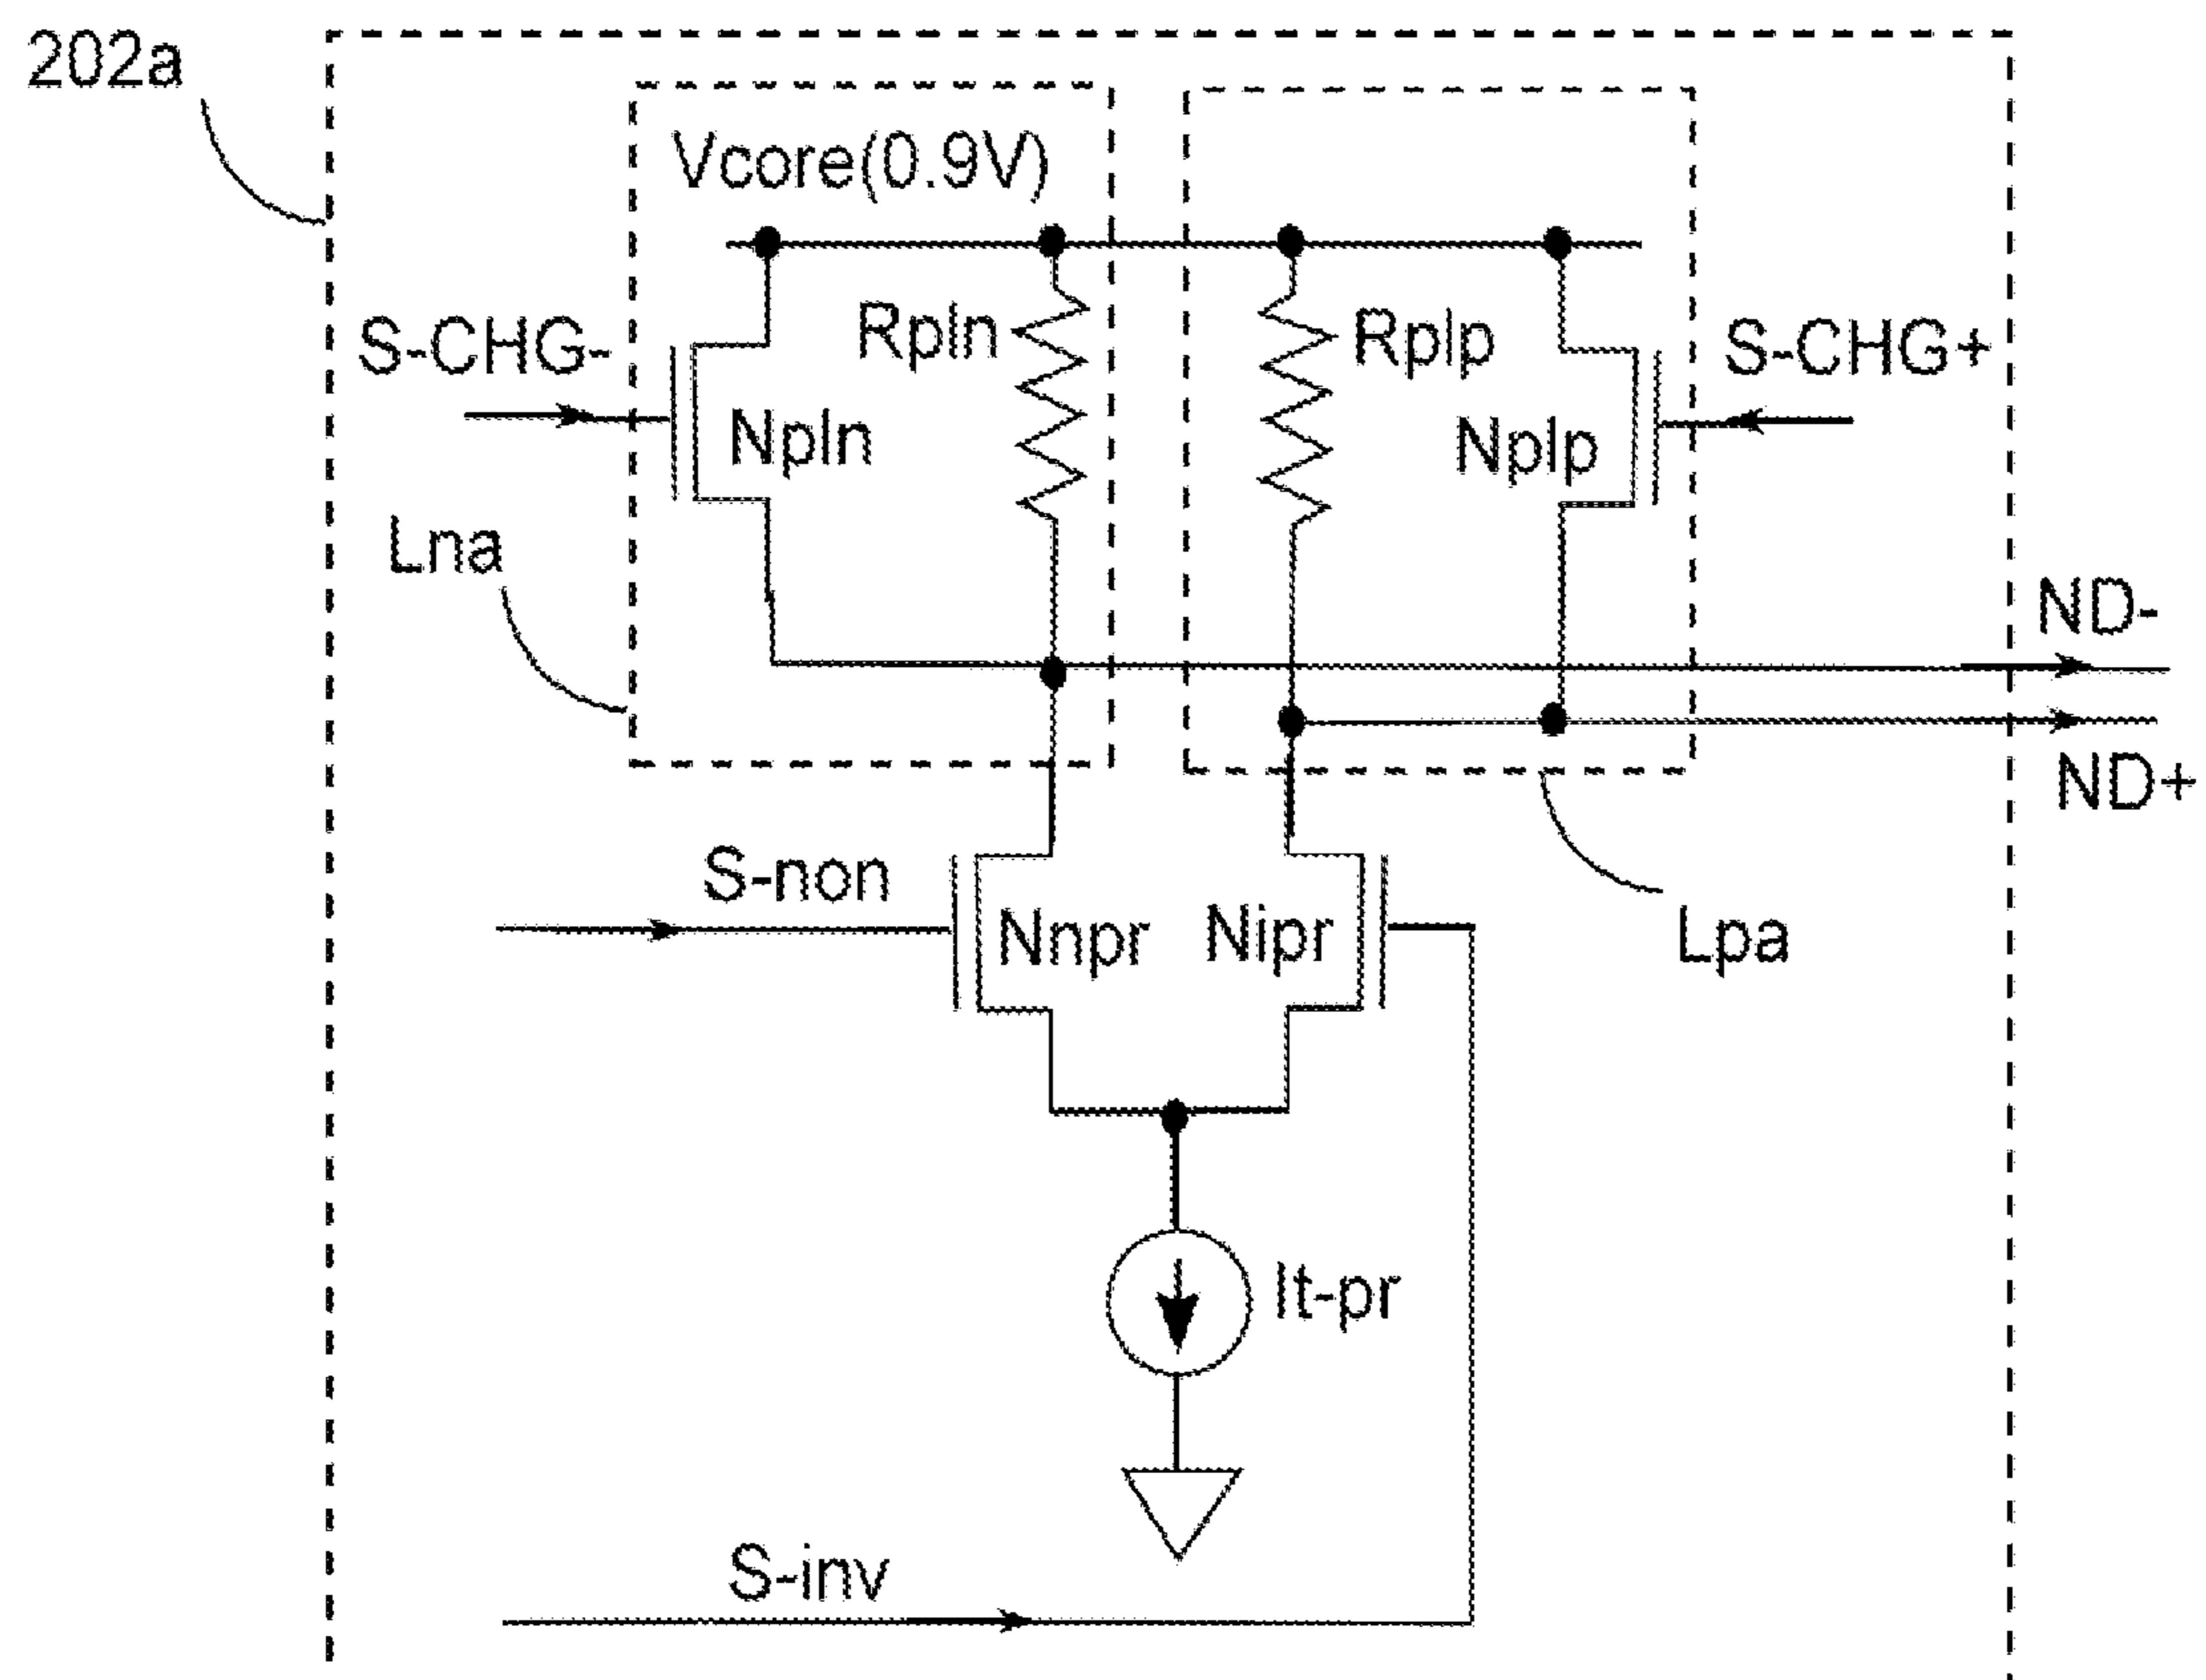 202a
Vcore(0.9V)
S-CHG-
Rpln
Rplp
S-CHG+
Npln
Nplp
Lna
ND-
ND+
S-non
Nnpr
Nipr
Lpa
It-pr
S-inv